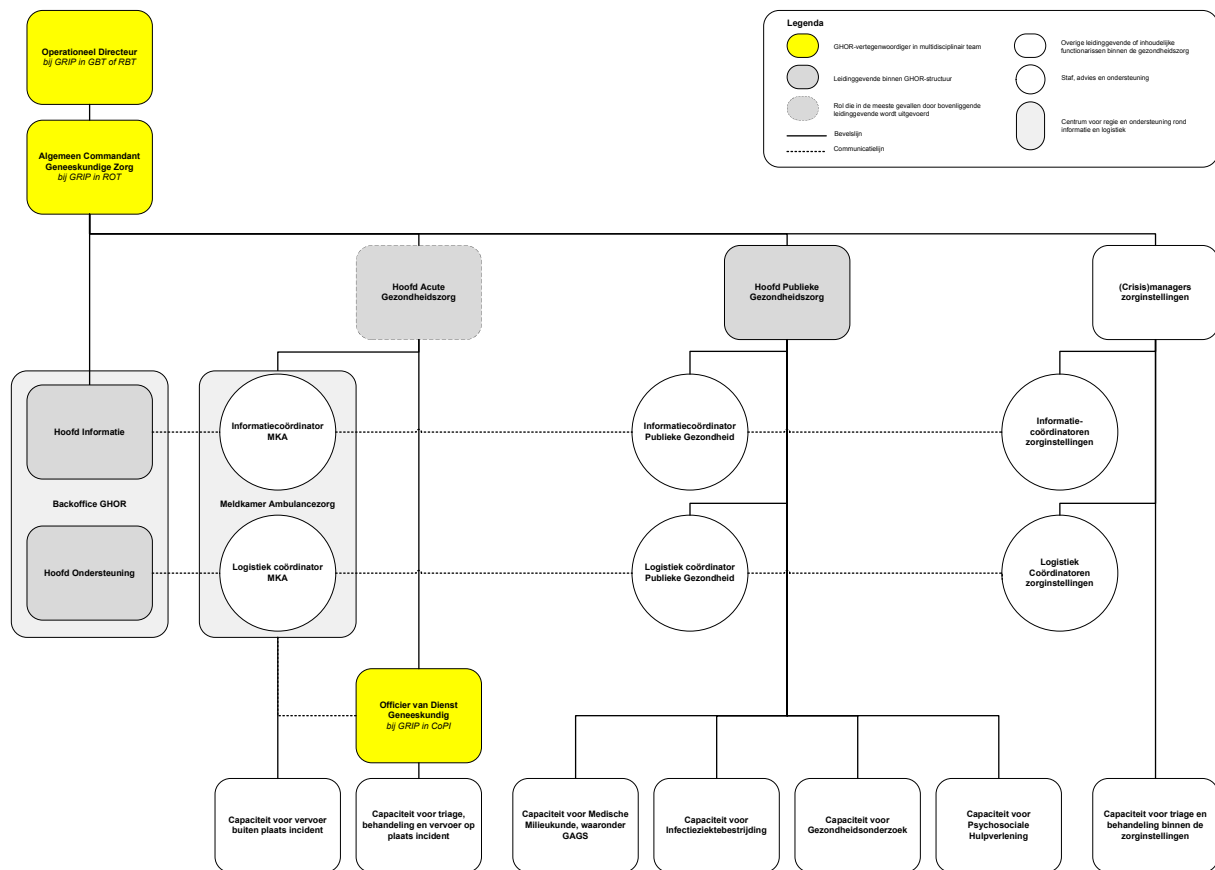 Operationeel Directeur
bij GRIP in GBT of RBT
Algemeen Commandant
Geneeskundige Zorg
bij GRIP in ROT
Legenda
GHOR-vertegenwoordiger in multidisciplinair team
Leidinggevende binnen GHOR-structuur
Rol die in de meeste gevallen door bovenliggende
leidinggevende wordt uitgevoerd
Bevelslijn
Communicatielijn
Overige leidinggevende of inhoudelijke
functionarissen binnen de gezondheidszorg
Staf, advies en ondersteuning
Centrum voor regie en ondersteuning rond
informatie en logistiek
Hoofd Acute
Gezondheidszorg
Hoofd Publieke
Gezondheidszorg
(Crisis)managers
zorginstellingen
Hoofd Informatie
Informatiecoördinator
MKA
Informatiecoördinator
Publieke Gezondheid
Informatie-
coördinatoren
zorginstellingen
Backoffice GHOR
Meldkamer Ambulancezorg
Hoofd Ondersteuning
Logistiek coördinator
MKA
Logistiek coördinator
Publieke Gezondheid
Logistiek
Coördinatoren
zorginstellingen
Officier van Dienst
Geneeskundig
bij GRIP in CoPI
Capaciteit voor vervoer
buiten plaats incident
Capaciteit voor triage,
behandeling en vervoer op
plaats incident
Capaciteit voor Medische
Milieukunde, waaronder
GAGS
Capaciteit voor
Infectieziektebestrijding
Capaciteit voor
Gezondheidsonderzoek
Capaciteit voor
Psychosociale
Hulpverlening
Capaciteit voor triage en
behandeling binnen de
zorginstellingen